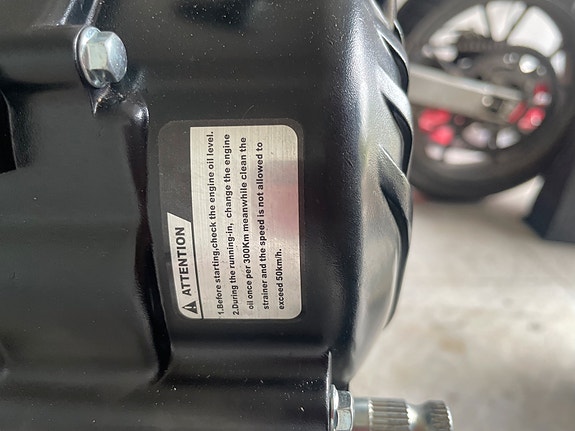 ATTENTION
1.Before starting,check the engine oil level.
2.During the running-in, change the engine
oil once per 300Km meanwhile clean the
strainer and the speed is not allowed to
exceed 50km/h.